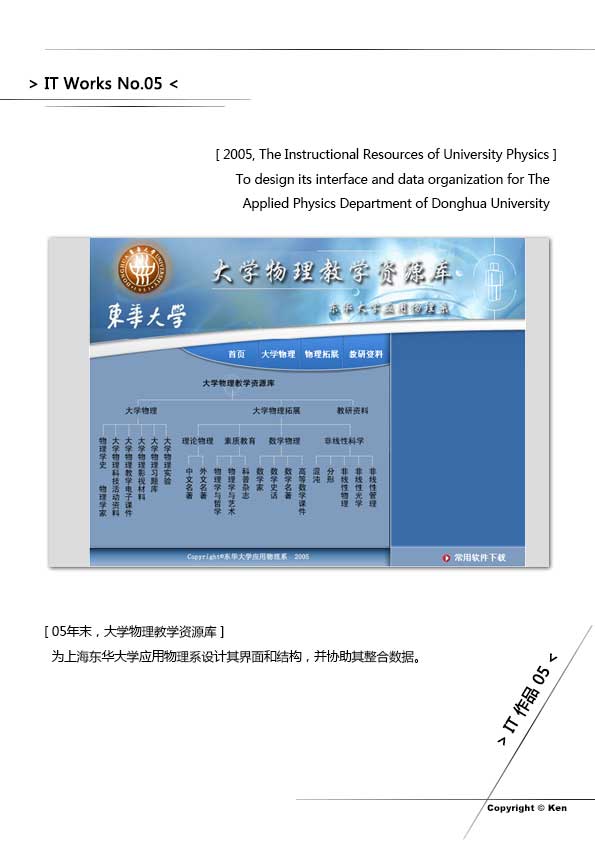 > IT Works No.05 <
[ 2005, The Instructional Resources of University Physics ]
To design its interface and data organization for The
Applied Physics Department of Donghua University
DONGHUA UNIVERSITY
东华大学
大学物理教学资源库
东华大学应用物理系
首页 大学物理 物理拓展 教研资料
大学物理教学资源库
大学物理 大学物理拓展 教研资料
理论物理 素质教育 数学物理 非线性科学
物理学史 物理学家
大学物理科技活动资料
大学物理教学电子课件
大学物理影视材料
大学物理习题库
大学物理实验
中文名著
外文名著
物理学与哲学
物理学与艺术
科普杂志
数学家
数学史话
数学名著
高等数学课件
混沌
分形
非线性物理
非线性光学
非线性管理
Copyright©东华大学应用物理系 2005
常用软件下载
[ 05年末，大学物理教学资源库 ]
为上海东华大学应用物理系设计其界面和结构，并协助其整合数据。
> IT 作品 05 <
Copyright © Ken